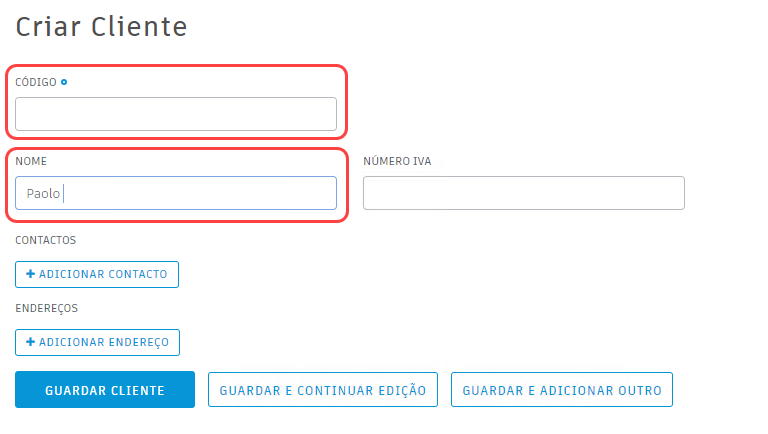 Criar Cliente
CÓDIGO
NOME
NÚMERO IVA
Paolo
CONTACTOS
+ ADICIONAR CONTACTO
ENDEREÇOS
+ ADICIONAR ENDEREÇO
GUARDAR CLIENTE
GUARDAR E CONTINUAR EDIÇÃO
GUARDAR E ADICIONAR OUTRO